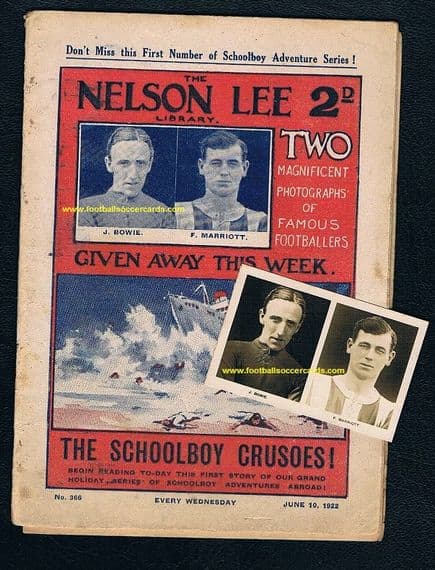 Don't Miss this First Number of Schoolboy Adventure Series !
THE
NELSON LEE 2D
LIBRARY.
TWO
MAGNIFICENT
PHOTOGRAPHS
OF
FAMOUS
FOOTBALLERS
www.footballsoccercards.com
J. BOWIE. F. MARRIOTT.
GIVEN AWAY THIS WEEK.
www.footballsoccercards.com
J. BOWIE
F. MARRIOTT
THE SCHOOLBOY CRUSOES!
BEGIN READING TO-DAY THIS FIRST STORY OF OUR GRAND
HOLIDAY SERIES OF SCHOOLBOY ADVENTURES ABROAD!
No. 366 EVERY WEDNESDAY JUNE 10, 1922